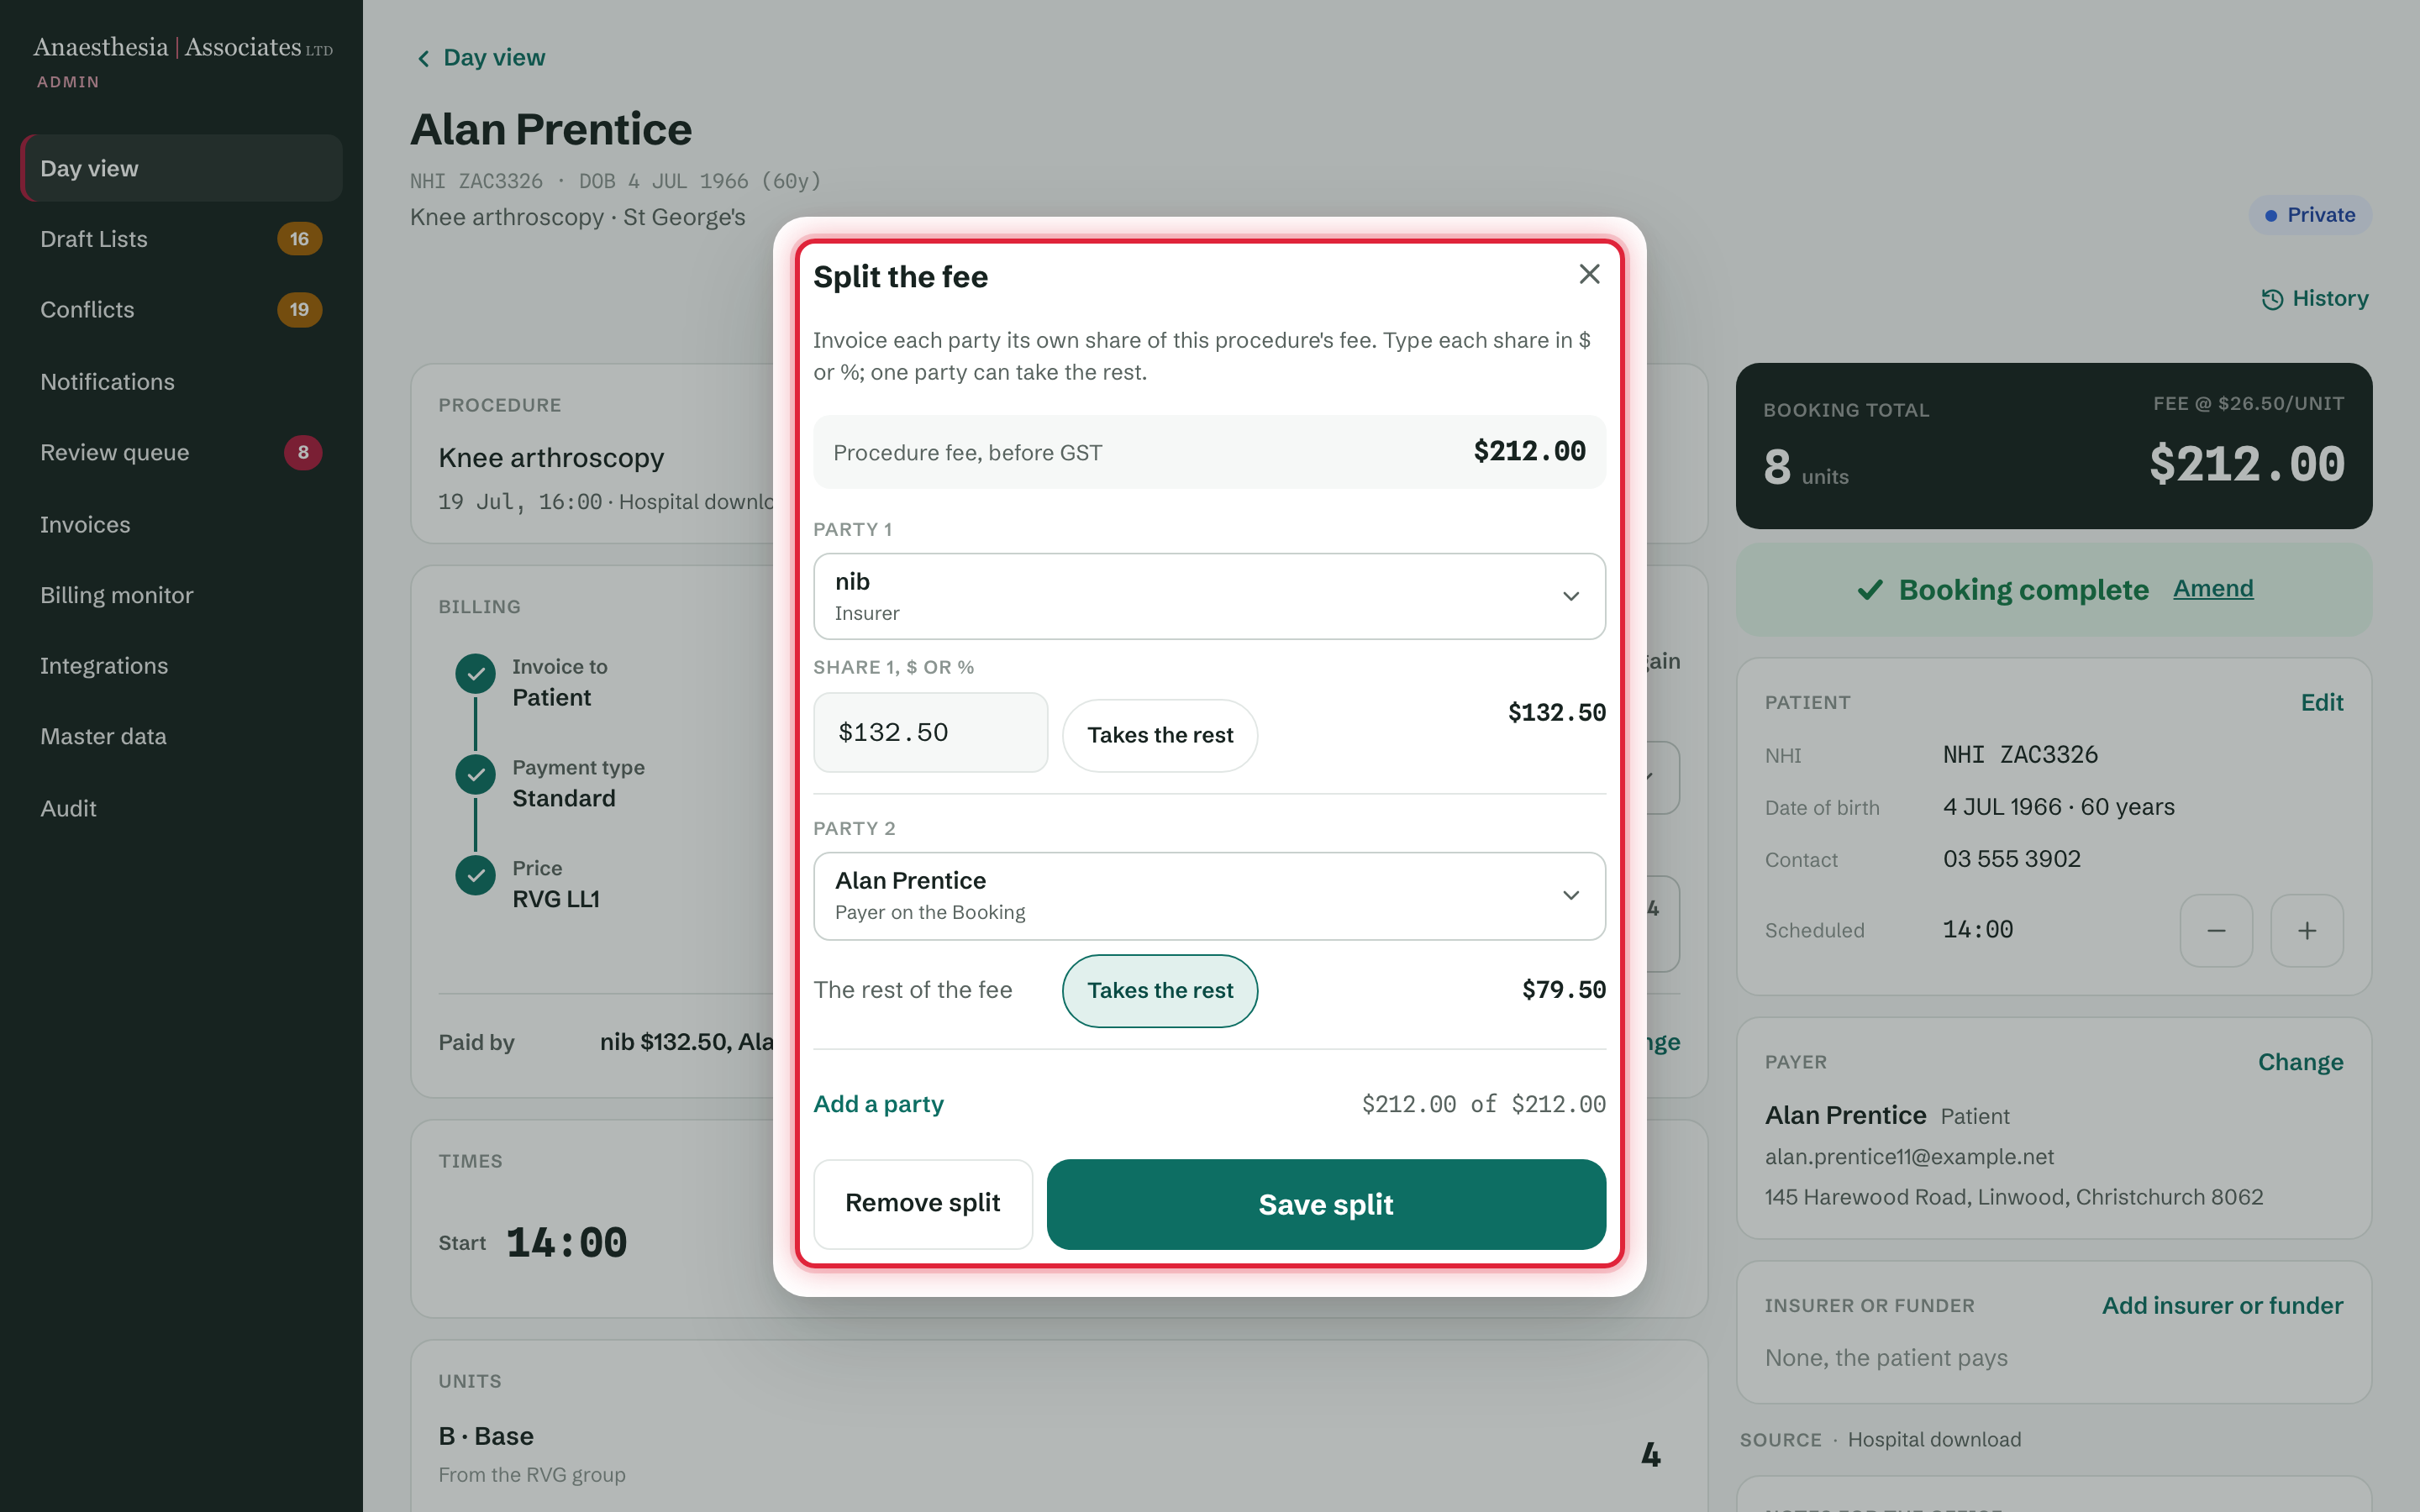 Anaesthesia | Associates LTD
ADMIN
Day view
Draft Lists 16
Conflicts 19
Notifications
Review queue 8
Invoices
Billing monitor
Integrations
Master data
Audit
Day view
Alan Prentice
NHI ZAC3326 · DOB 4 JUL 1966 (60y)
Knee arthroscopy · St George's
Private
History
PROCEDURE
Knee arthroscopy
19 Jul, 16:00 · Hospital downlo
BILLING
Invoice to
Patient
Payment type
Standard
Price
RVG LL1
Paid by nib $132.50, Ala
TIMES
Start 14:00
UNITS
B · Base
From the RVG group
4
Split the fee
Invoice each party its own share of this procedure's fee. Type each share in $
or %; one party can take the rest.
Procedure fee, before GST $212.00
PARTY 1
nib
Insurer
SHARE 1, $ OR %
$132.50 Takes the rest $132.50
PARTY 2
Alan Prentice
Payer on the Booking
The rest of the fee Takes the rest $79.50
Add a party $212.00 of $212.00
Remove split Save split
BOOKING TOTAL FEE @ $26.50/UNIT
8 units $212.00
Booking complete Amend
PATIENT Edit
NHI NHI ZAC3326
Date of birth 4 JUL 1966 · 60 years
Contact 03 555 3902
Scheduled 14:00
PAYER Change
Alan Prentice Patient
alan.prentice11@example.net
145 Harewood Road, Linwood, Christchurch 8062
INSURER OR FUNDER Add insurer or funder
None, the patient pays
SOURCE · Hospital download